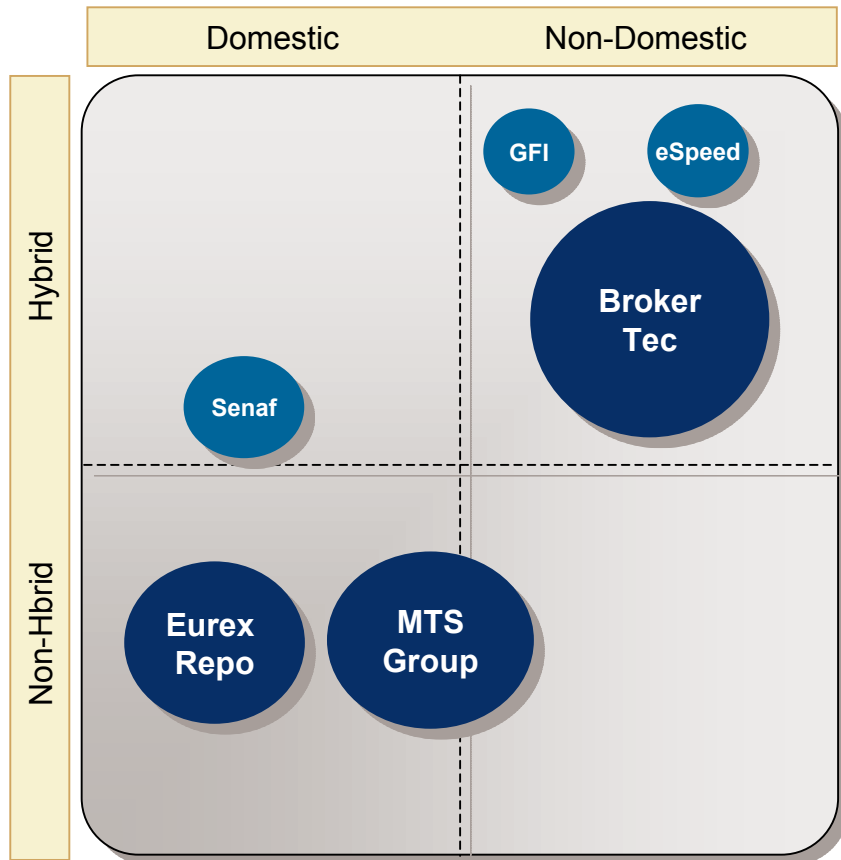 Domestic
Non-Domestic
Hybrid
GFI
eSpeed
Broker
Tec
Senaf
Non-Hbrid
Eurex
Repo
MTS
Group